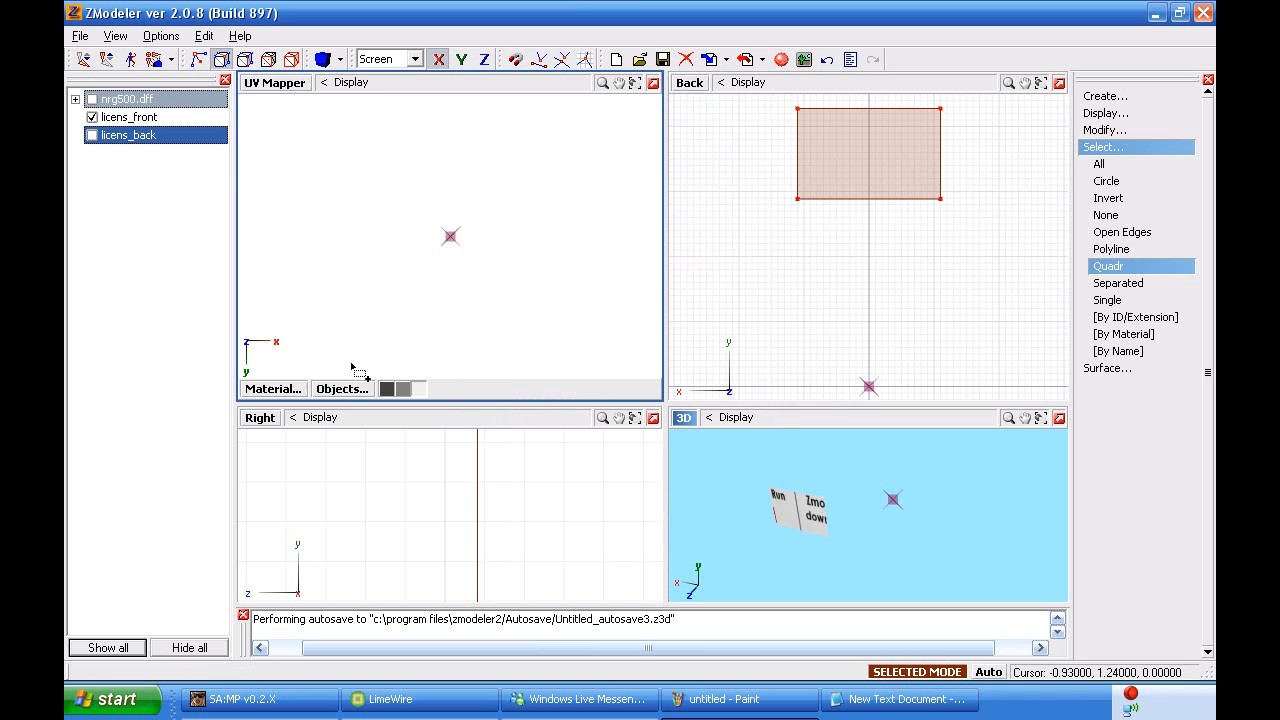 ZModeler ver 2.0.8 (Build 897)
File View Options Edit Help
Screen X Y Z
nrg500.dff
licens_front
licens_back
Show all Hide all
UV Mapper < Display
z x
y
Material... Objects...
Back < Display
y
x z
Right < Display
y
z x
3D < Display
Run Zmo
dow
y
x
z
Create...
Display...
Modify...
Select...
All
Circle
Invert
None
Open Edges
Polyline
Quadr
Separated
Single
[By ID/Extension]
[By Material]
[By Name]
Surface...
Performing autosave to "c:\program files\zmodeler2/Autosave/Untitled_autosave3.z3d"
SELECTED MODE Auto Cursor: -0.93000, 1.24000, 0.00000
start SA:MP v0.2.X LimeWire Windows Live Messen... untitled - Paint New Text Document -...